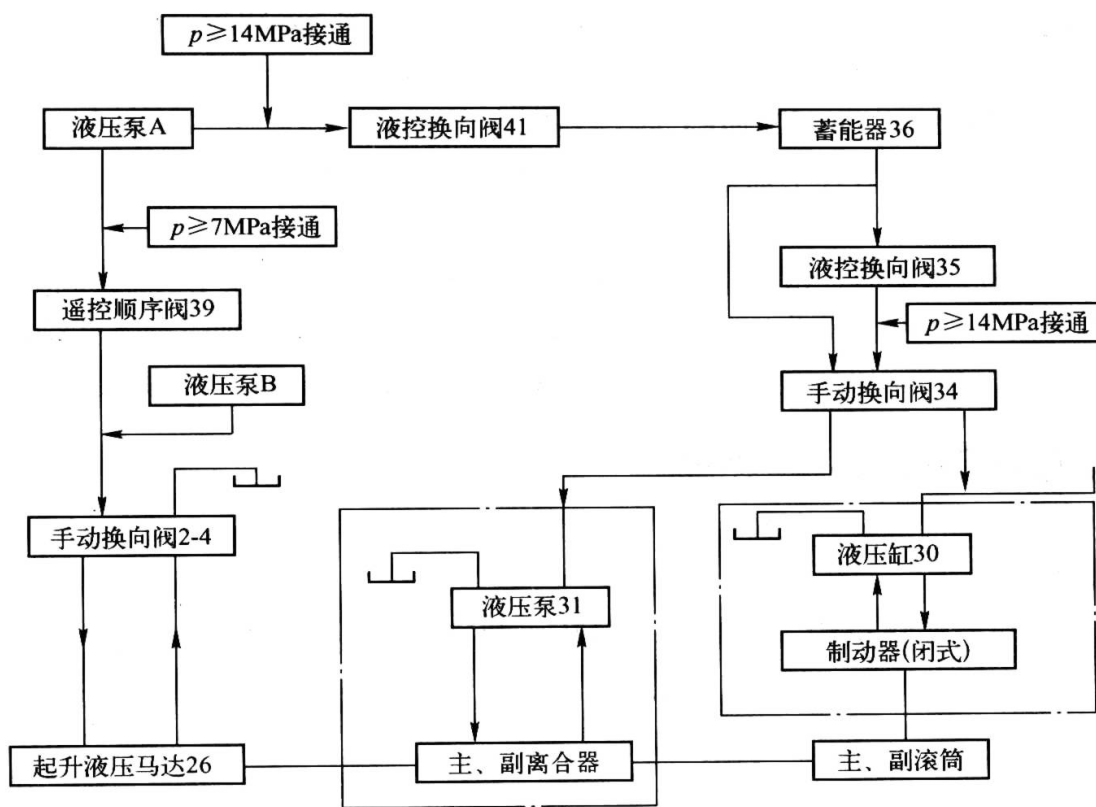 p≥14MPa接通
液压泵A
液控换向阀41
蓄能器36
p≥7MPa接通
液控换向阀35
遥控顺序阀39
p≥14MPa接通
液压泵B
手动换向阀34
手动换向阀2-4
液压缸30
液压泵31
制动器(闭式)
起升液压马达26
主、副离合器
主、副滚筒